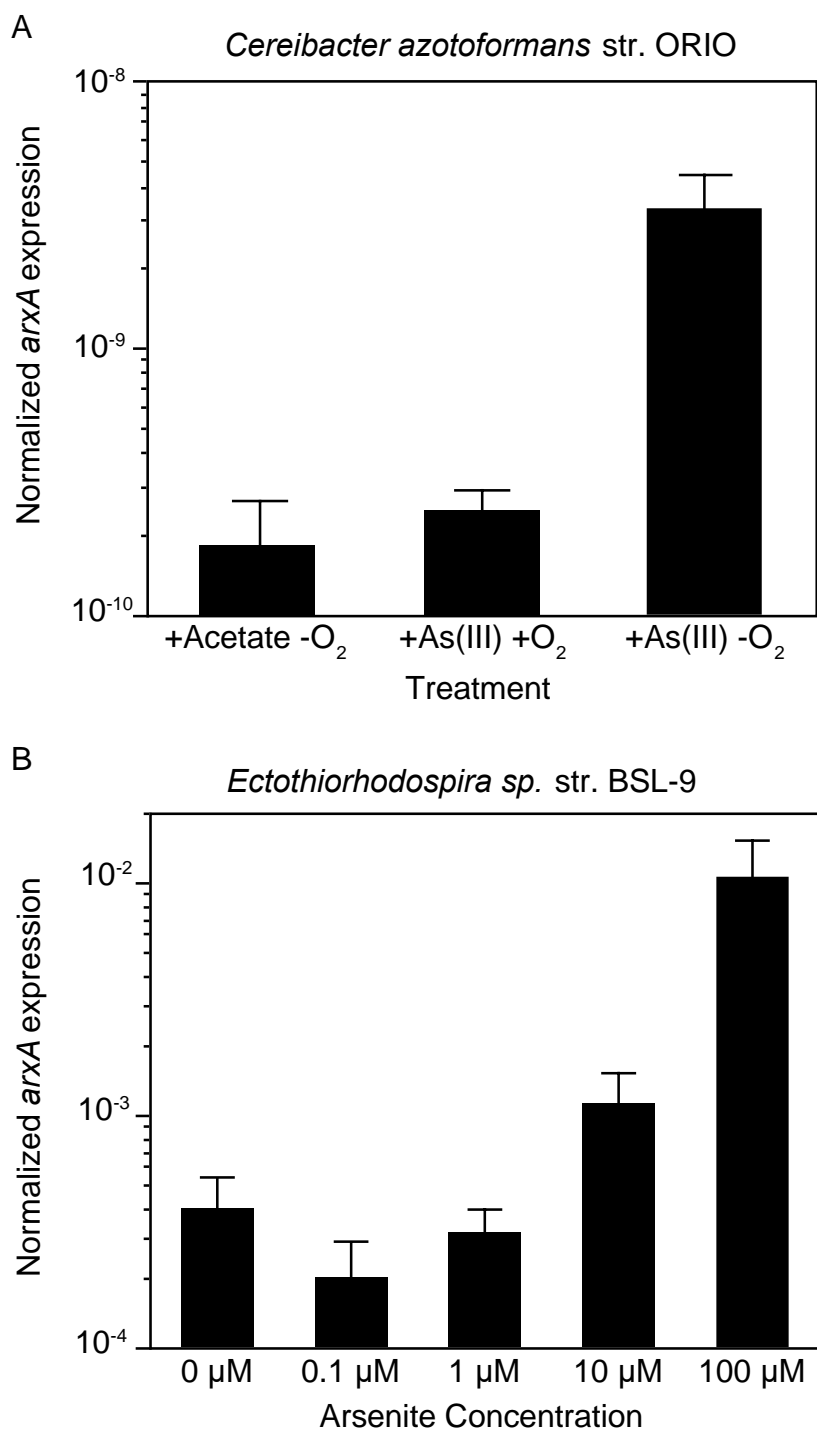 A
Cereibacter azotoformans str. ORIO
Normalized arxA expression
10⁻⁸
10⁻⁹
10⁻¹⁰
+Acetate -O₂ +As(III) +O₂ +As(III) -O₂
Treatment
B
Ectothiorhodospira sp. str. BSL-9
Normalized arxA expression
10⁻²
10⁻³
10⁻⁴
0 µM 0.1 µM 1 µM 10 µM 100 µM
Arsenite Concentration